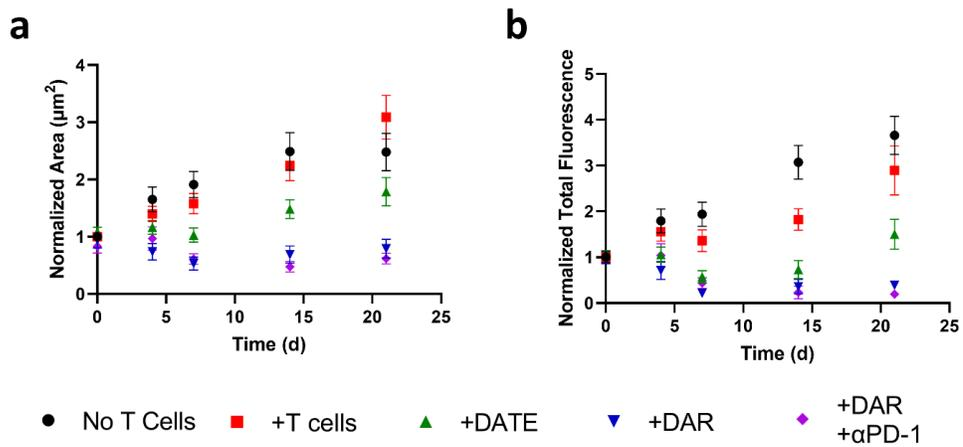 a
b
Normalized Area (μm²)
4
3
2
1
0
0 5 10 15 20 25
Time (d)
Normalized Total Fluorescence
5
4
3
2
1
0
0 5 10 15 20 25
Time (d)
No T Cells +T cells +DATE +DAR +DAR
+αPD-1